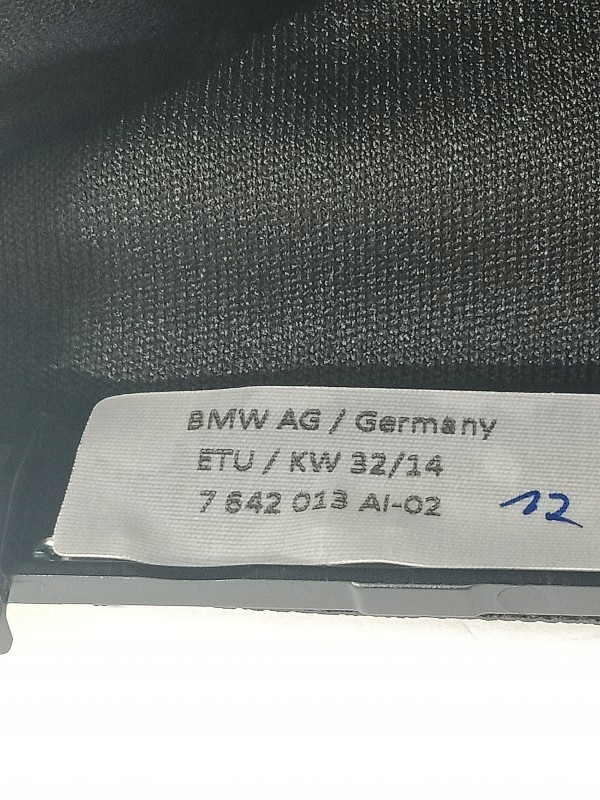 BMW AG / Germany
ETU / KW 32/14
7 642 013 AI-02
12